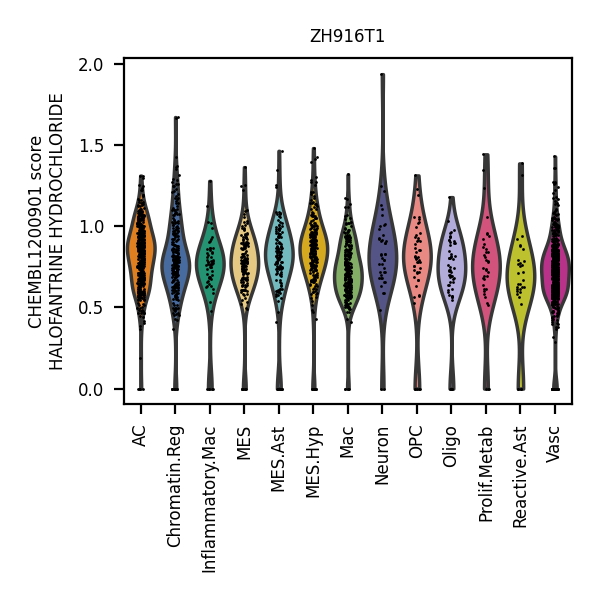 ZH916T1
CHEMBL1200901 score
HALOFANTRINE HYDROCHLORIDE
2.0
1.5
1.0
0.5
0.0
AC
Chromatin.Reg
Inflammatory.Mac
MES
MES.Ast
MES.Hyp
Mac
Neuron
OPC
Oligo
Prolif.Metab
Reactive.Ast
Vasc